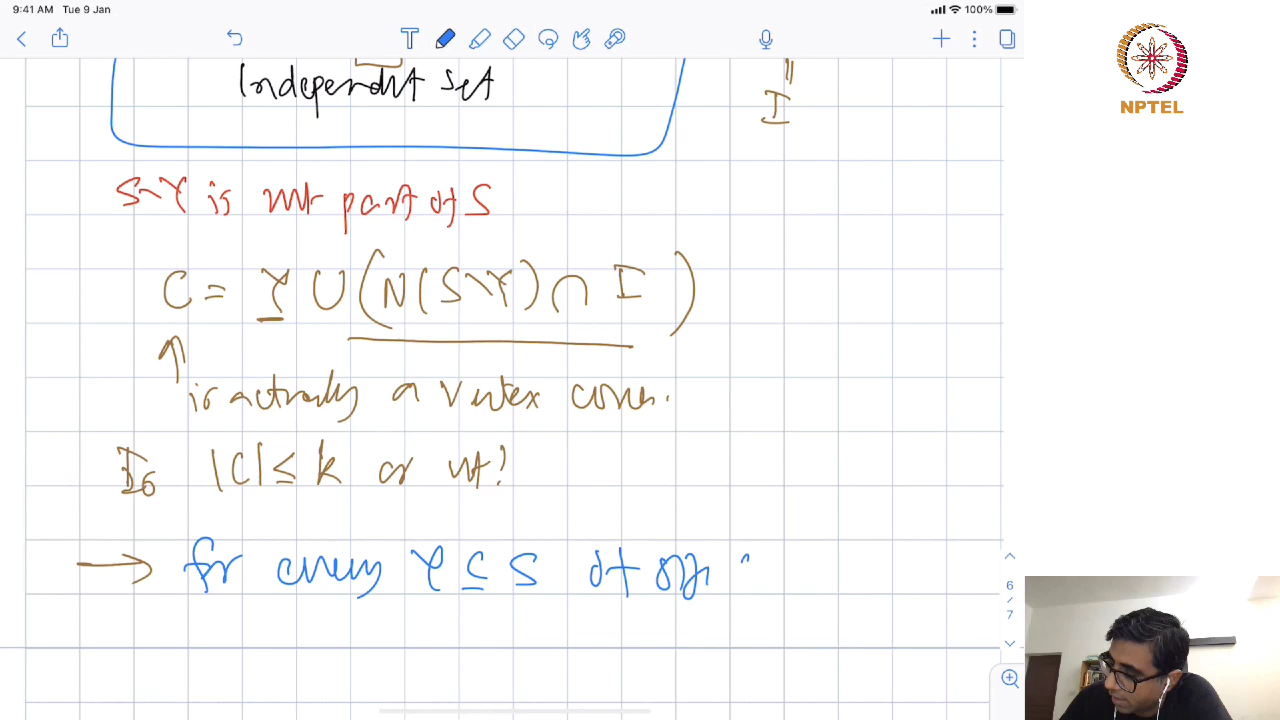 9:41 AM Tue 9 Jan
100%
Independent set
I
NPTEL
S\Y is not part of S
C = Y ∪ (N(S\Y) ∩ I)
is actually a vertex cover.
Is |C| ≤ k or not?
→ for every Y ⊆ S of size
6
/
7